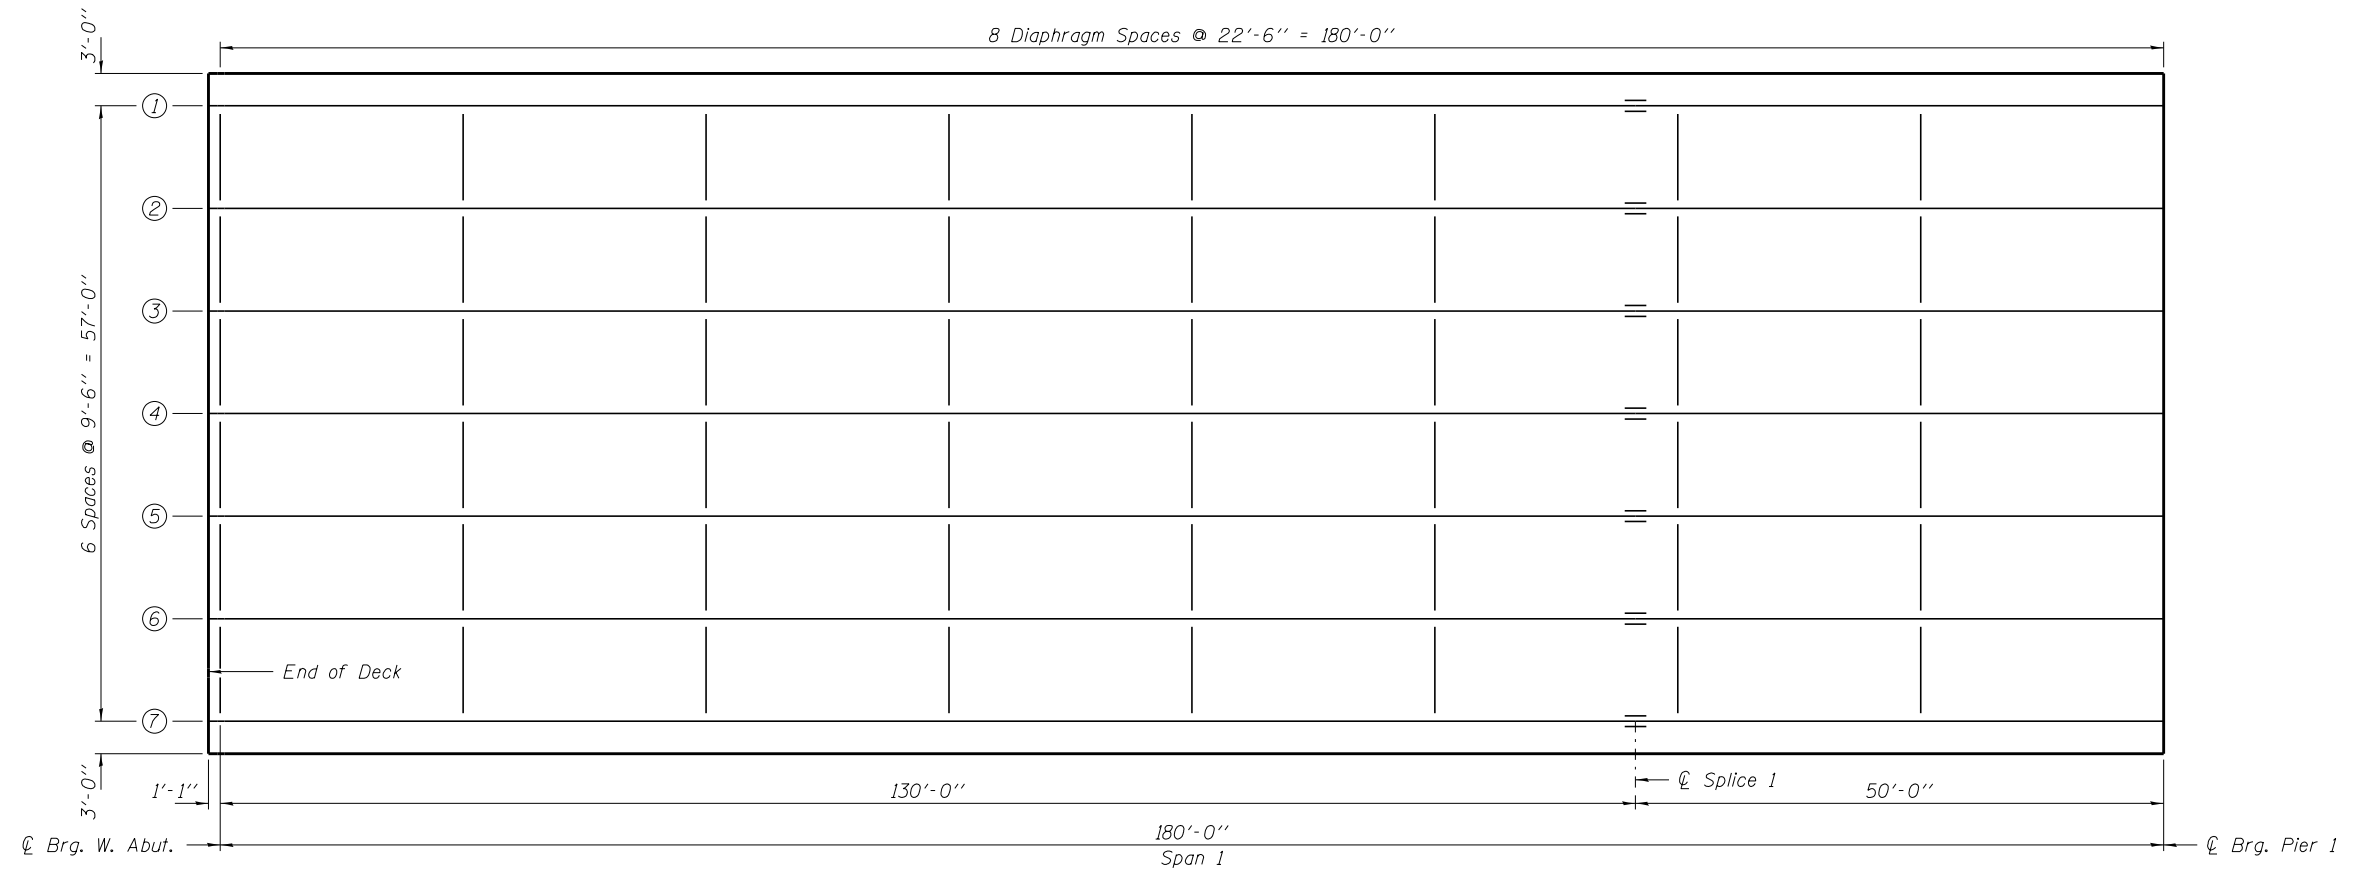 8 Diaphragm Spaces @ 22'-6" = 180'-0"
3'-0"
1
2
3
4
5
6
7
6 Spaces @ 9'-6" = 57'-0"
End of Deck
3'-0"
1'-1"
130'-0"
℄ Splice 1
50'-0"
℄ Brg. W. Abut.
180'-0"
Span 1
℄ Brg. Pier 1